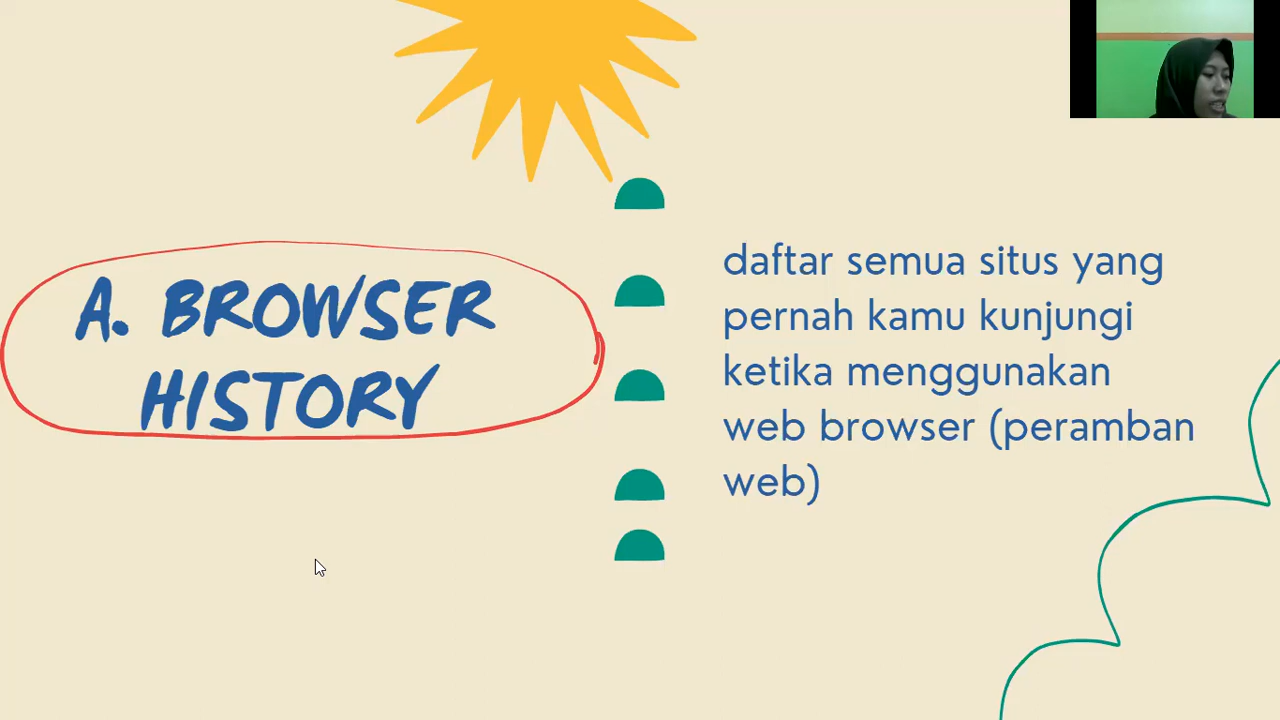 A. BROWSER
HISTORY
daftar semua situs yang
pernah kamu kunjungi
ketika menggunakan
web browser (peramban
web)